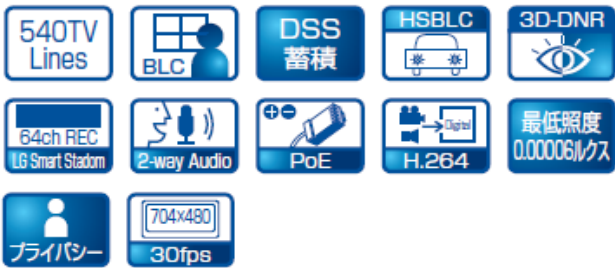 540TV
Lines
BLC
DSS
蓄積
HSBLC
3D-DNR
64ch REC
LG Smart Stadom
2-way Audio
PoE
Digital
H.264
最低照度
0.00006ルクス
プライバシー
704×480
30fps